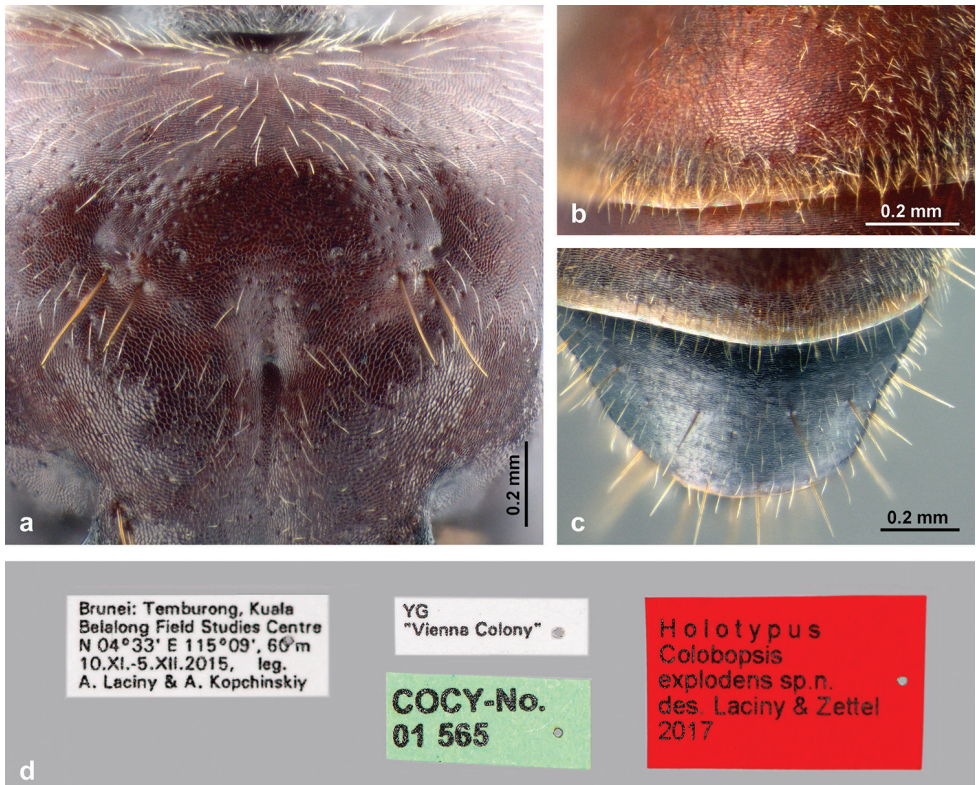 a
0.2 mm
b
0.2 mm
c
0.2 mm
Brunei: Temburong, Kuala
Belalong Field Studies Centre
N 04°33' E 115°09', 60 m
10.XI.-5.XII.2015, leg.
A. Laciny & A. Kopchinskiy
YG
"Vienna Colony"
COCY-No.
01 565
Holotypus
Colobopsis
explodens sp.n.
des. Laciny & Zettel
2017
d